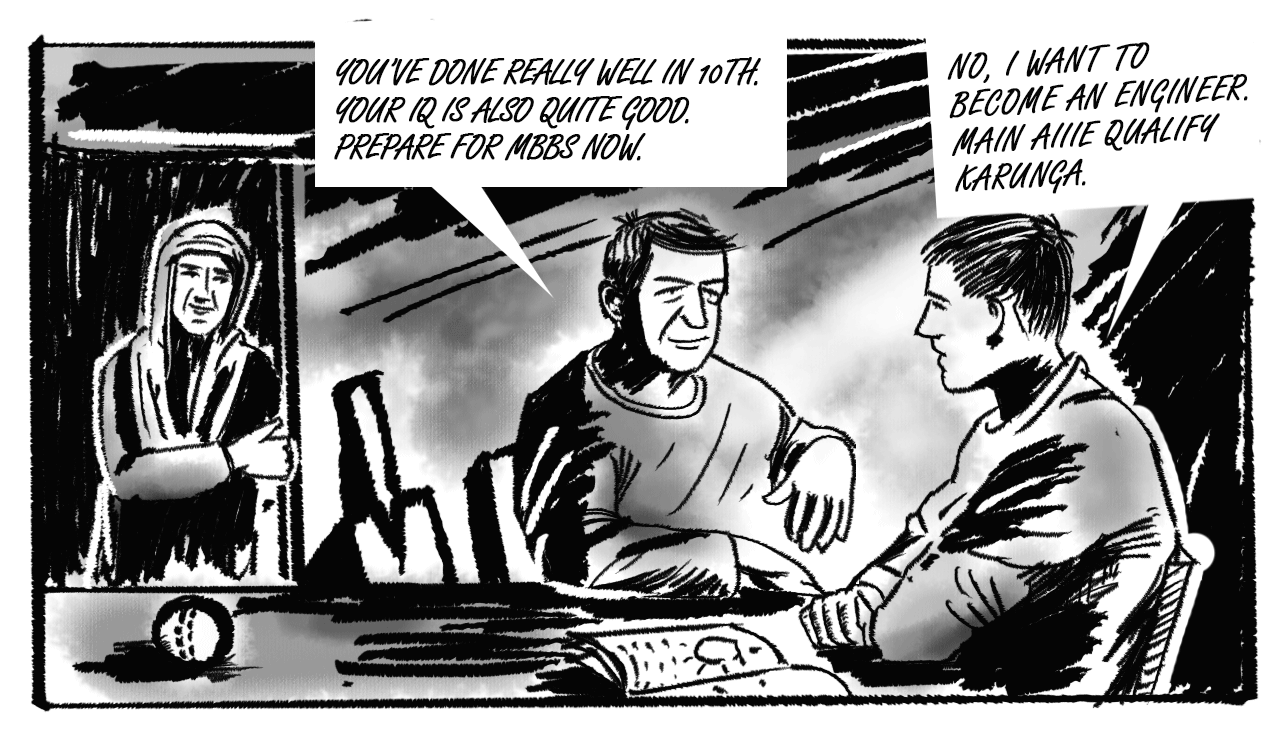 YOU'VE DONE REALLY WELL IN 10TH.
YOUR IQ IS ALSO QUITE GOOD.
PREPARE FOR MBBS NOW.
NO, I WANT TO
BECOME AN ENGINEER.
MAIN AIIIE QUALIFY
KARUNGA.